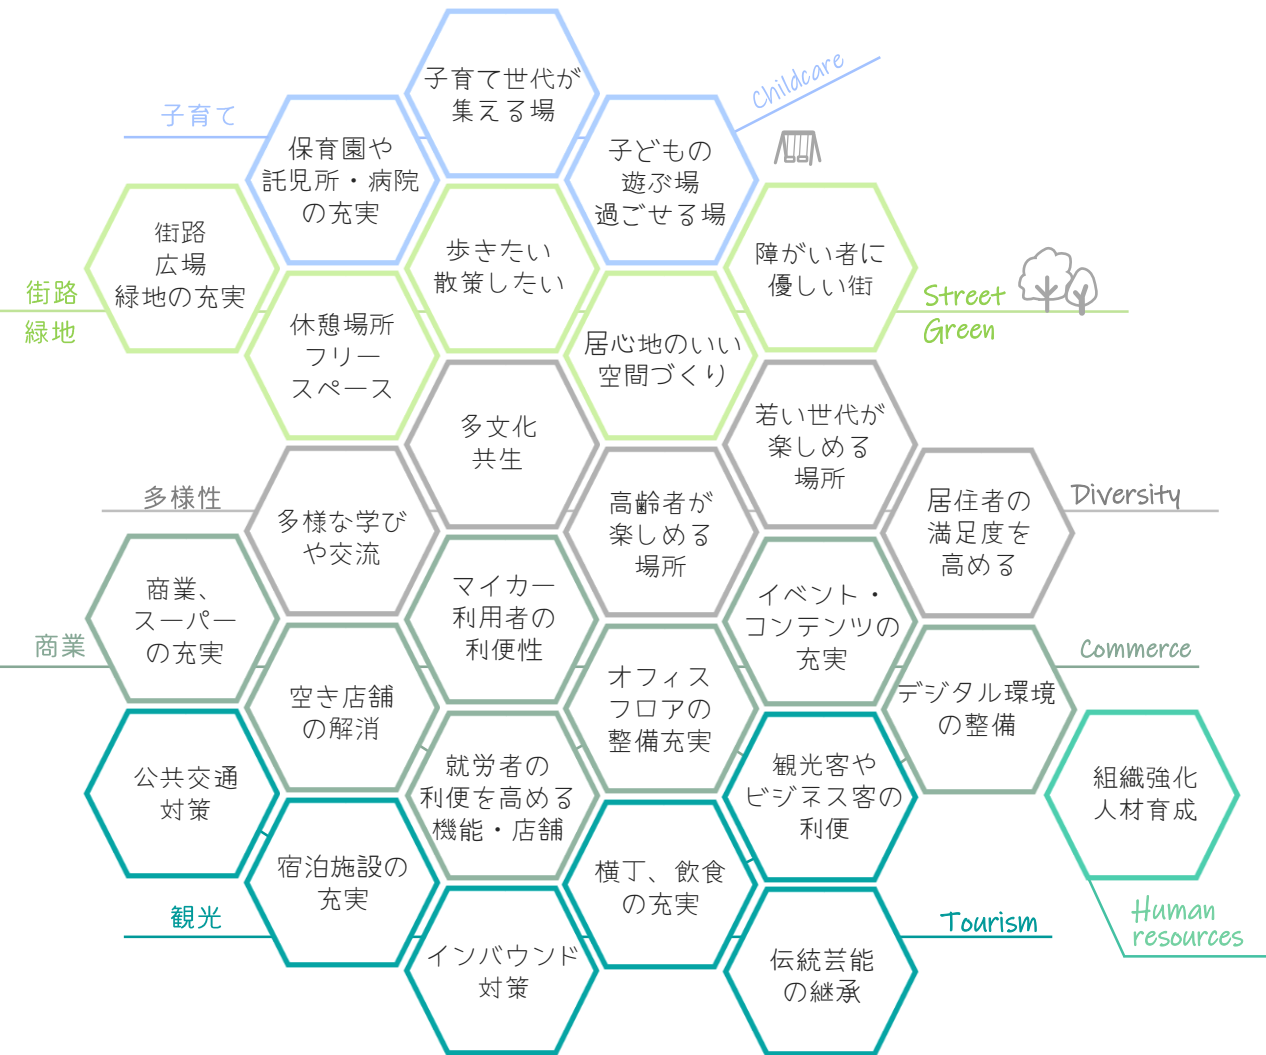 子育て世代が
集える場
Childcare
子育て
保育園や
託児所・病院
の充実
子どもの
遊ぶ場
過ごせる場
街路
広場
緑地の充実
歩きたい
散策したい
障がい者に
優しい街
街路
緑地
Street
Green
休憩場所
フリー
スペース
居心地のいい
空間づくり
多文化
共生
若い世代が
楽しめる
場所
多様性
多様な学び
や交流
高齢者が
楽しめる
場所
居住者の
満足度を
高める
Diversity
商業、
スーパー
の充実
マイカー
利用者の
利便性
イベント・
コンテンツの
充実
商業
Commerce
空き店舗
の解消
オフィス
フロアの
整備充実
デジタル環境
の整備
公共交通
対策
就労者の
利便を高める
機能・店舗
観光客や
ビジネス客の
利便
組織強化
人材育成
宿泊施設の
充実
横丁、飲食
の充実
観光
Tourism
Human
resources
インバウンド
対策
伝統芸能
の継承